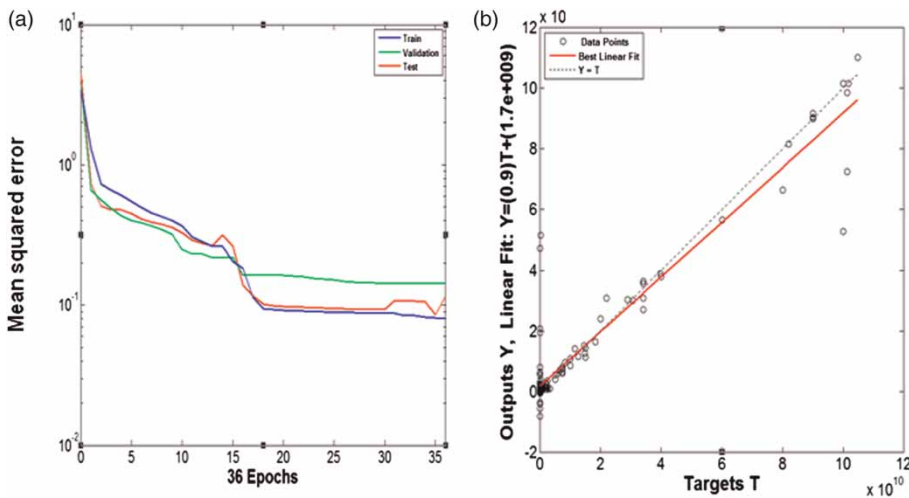 (a)
10^1
10^0
10^-1
10^-2
Mean squared error
Train
Validation
Test
0 5 10 15 20 25 30 35
36 Epochs
(b)
x 10^10
12
10
8
6
4
2
0
-2
Outputs Y, Linear Fit: Y=(0.9)T+(1.7e+009)
Data Points
Best Linear Fit
Y = T
0 2 4 6 8 10 12
Targets T
x 10^10